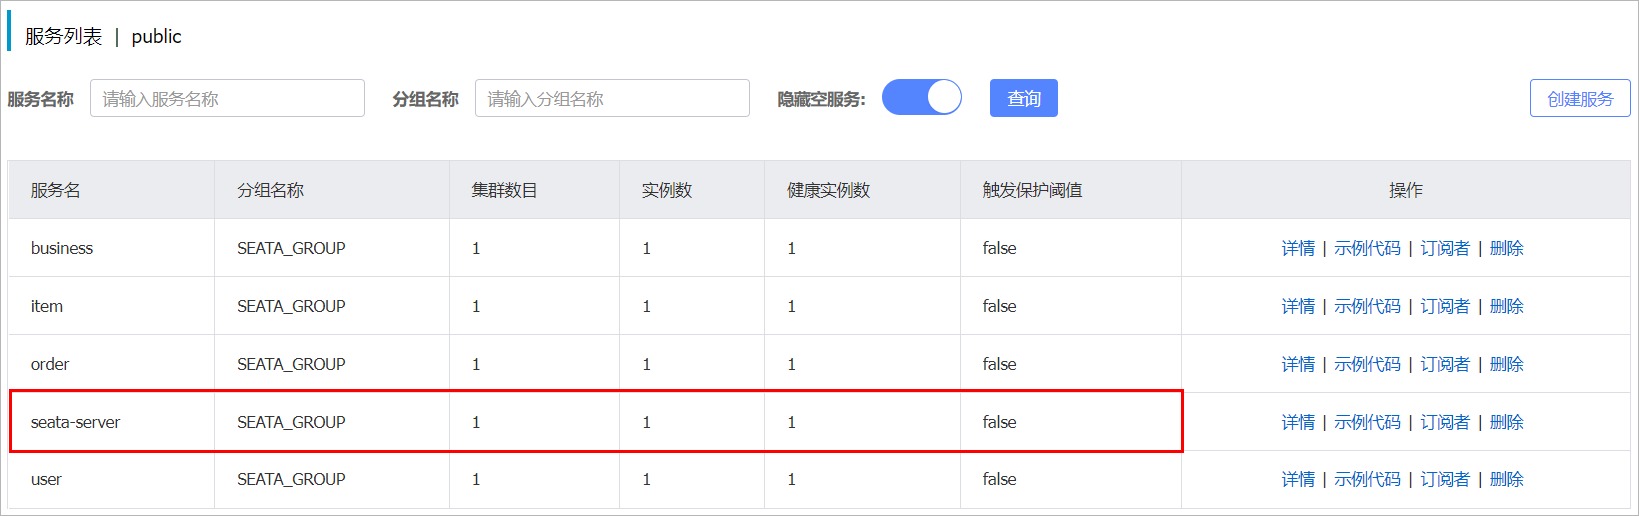 服务列表 | public
服务名称 请输入服务名称 分组名称 请输入分组名称 隐藏空服务: 查询 创建服务
服务名 分组名称 集群数目 实例数 健康实例数 触发保护阈值 操作
business SEATA_GROUP 1 1 1 false 详情 | 示例代码 | 订阅者 | 删除
item SEATA_GROUP 1 1 1 false 详情 | 示例代码 | 订阅者 | 删除
order SEATA_GROUP 1 1 1 false 详情 | 示例代码 | 订阅者 | 删除
seata-server SEATA_GROUP 1 1 1 false 详情 | 示例代码 | 订阅者 | 删除
user SEATA_GROUP 1 1 1 false 详情 | 示例代码 | 订阅者 | 删除